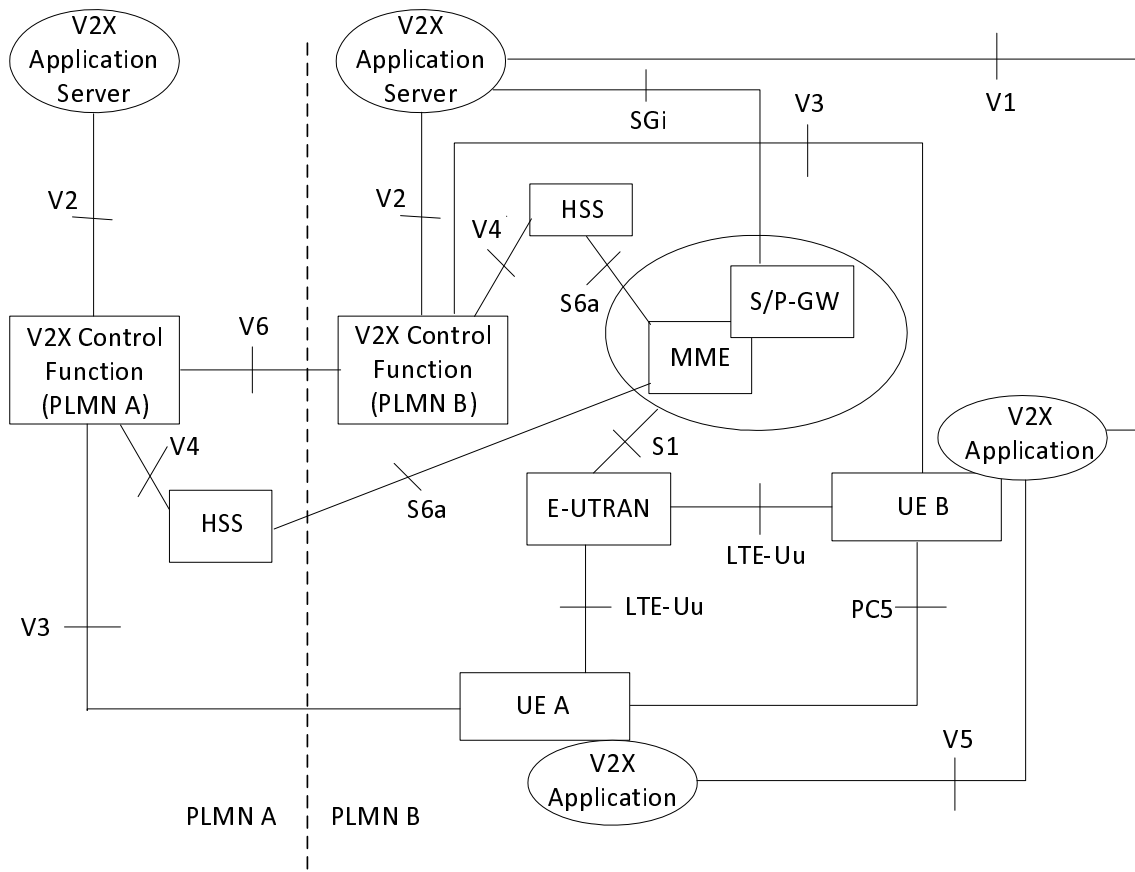 V2X
Application
Server
V2X
Application
Server
V1
SGi
V3
V2
V2
V4
HSS
S6a
S/P-GW
MME
V6
V2X Control
Function
(PLMN A)
V2X Control
Function
(PLMN B)
V2X
Application
V4
S1
HSS
S6a
E-UTRAN
UE B
LTE-Uu
LTE-Uu
PC5
V3
UE A
V5
V2X
Application
PLMN A
PLMN B